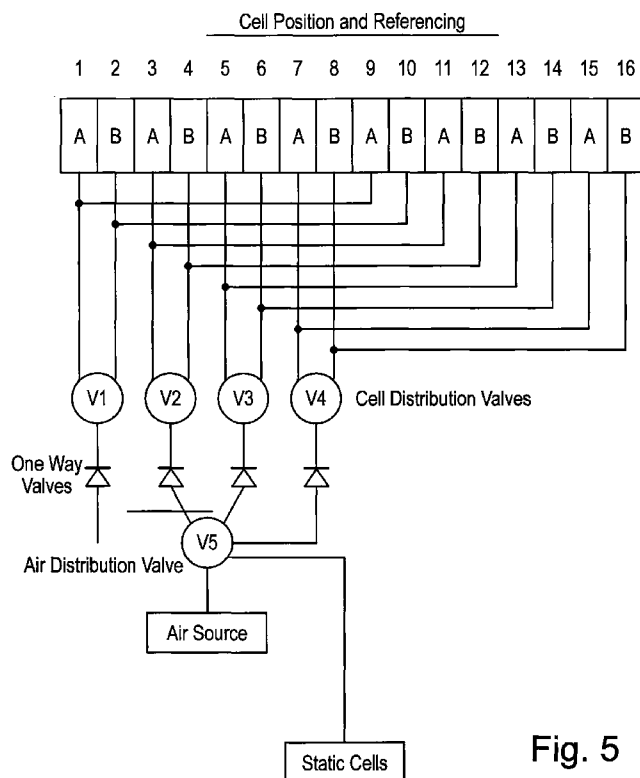 Cell Position and Referencing
1 2 3 4 5 6 7 8 9 10 11 12 13 14 15 16
A B A B A B A B A B A B A B A B
V1 V2 V3 V4 Cell Distribution Valves
One Way
Valves
V5
Air Distribution Valve
Air Source
Static Cells
Fig. 5